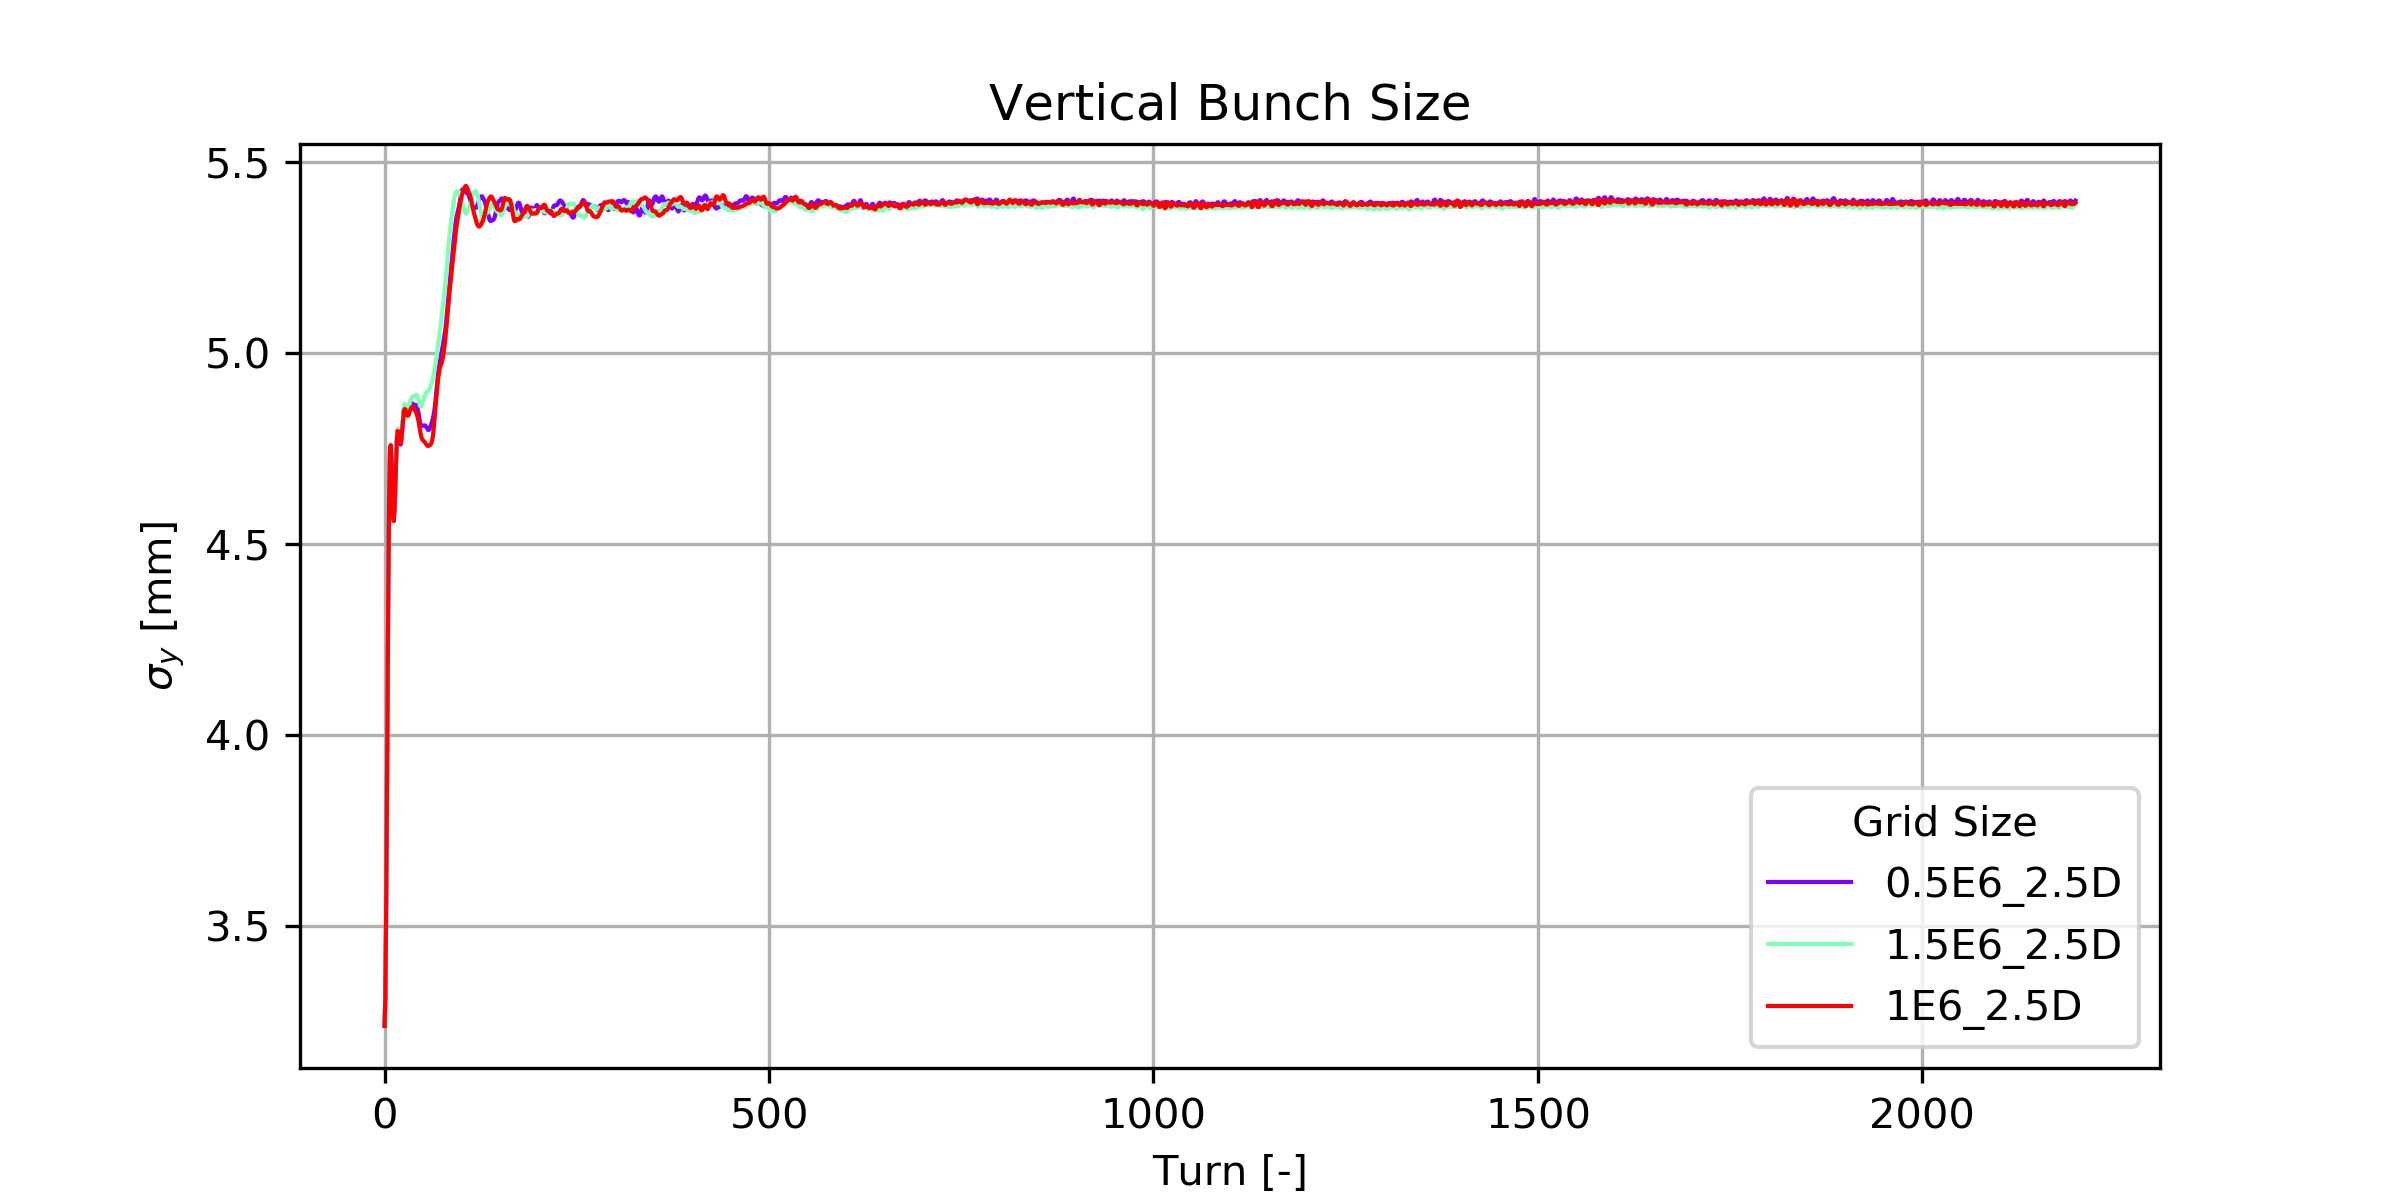 Vertical Bunch Size
5.5
5.0
4.5
4.0
3.5
σy [mm]
0
500
1000
1500
2000
Turn [-]
Grid Size
0.5E6_2.5D
1.5E6_2.5D
1E6_2.5D